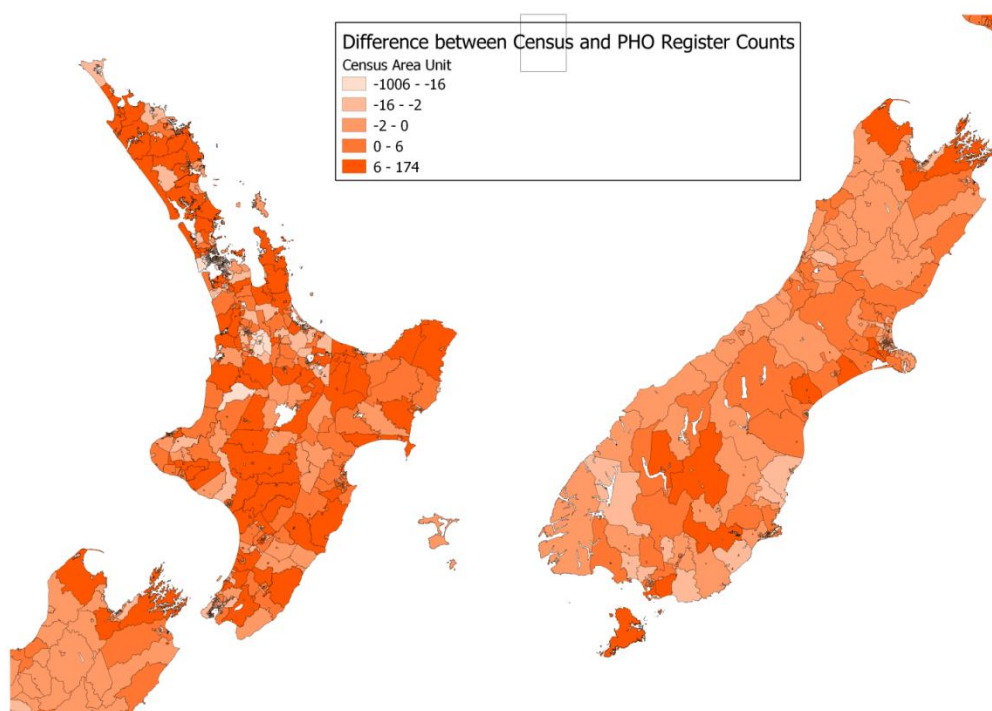 Difference between Census and PHO Register Counts
Census Area Unit
-1006 - -16
-16 - -2
-2 - 0
0 - 6
6 - 174